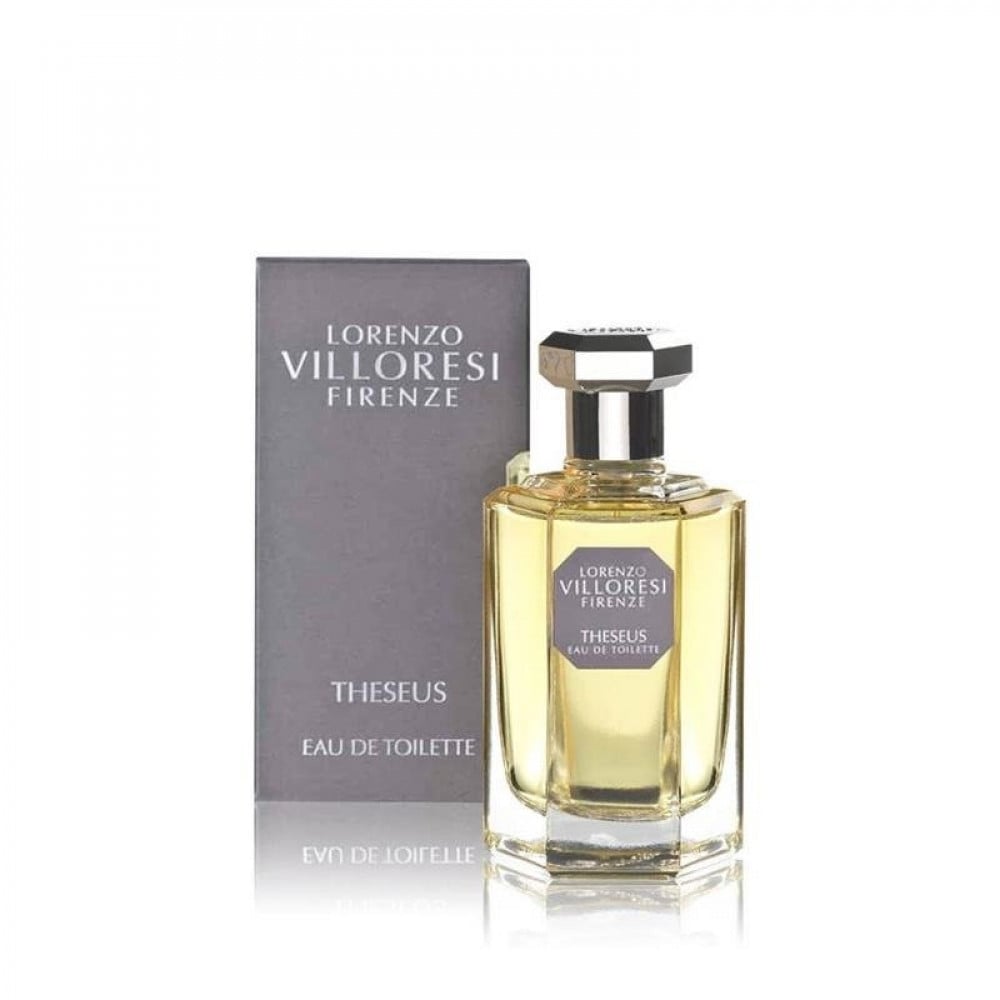 LORENZO
VILLORESI
FIRENZE
THESEUS
EAU DE TOILETTE
LORENZO
VILLORESI
FIRENZE
THESEUS
EAU DE TOILETTE